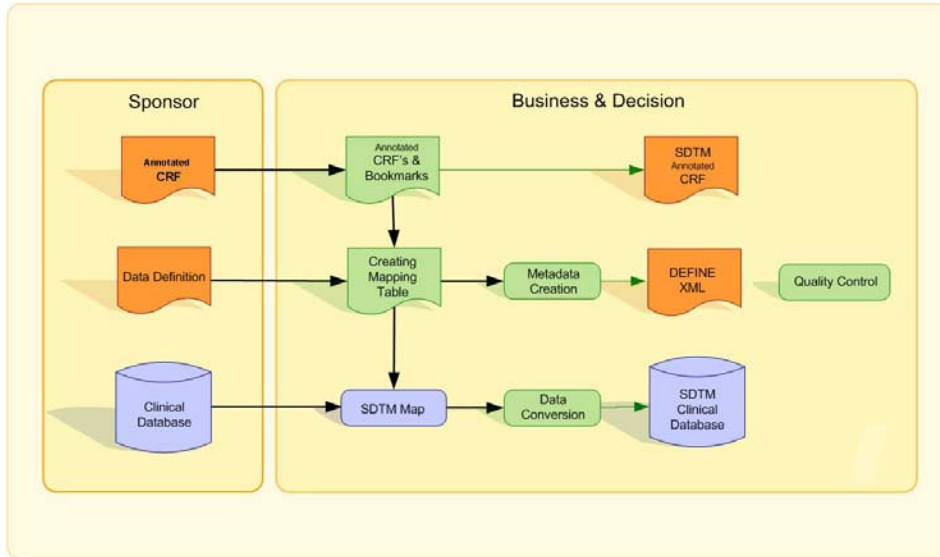 Sponsor
Business & Decision
Annotated
CRF
Annotated
CRF's &
Bookmarks
SDTM
Annotated
CRF
Data Definition
Creating
Mapping
Table
Metadata
Creation
DEFINE
XML
Quality Control
Clinical
Database
SDTM Map
Data
Conversion
SDTM
Clinical
Database